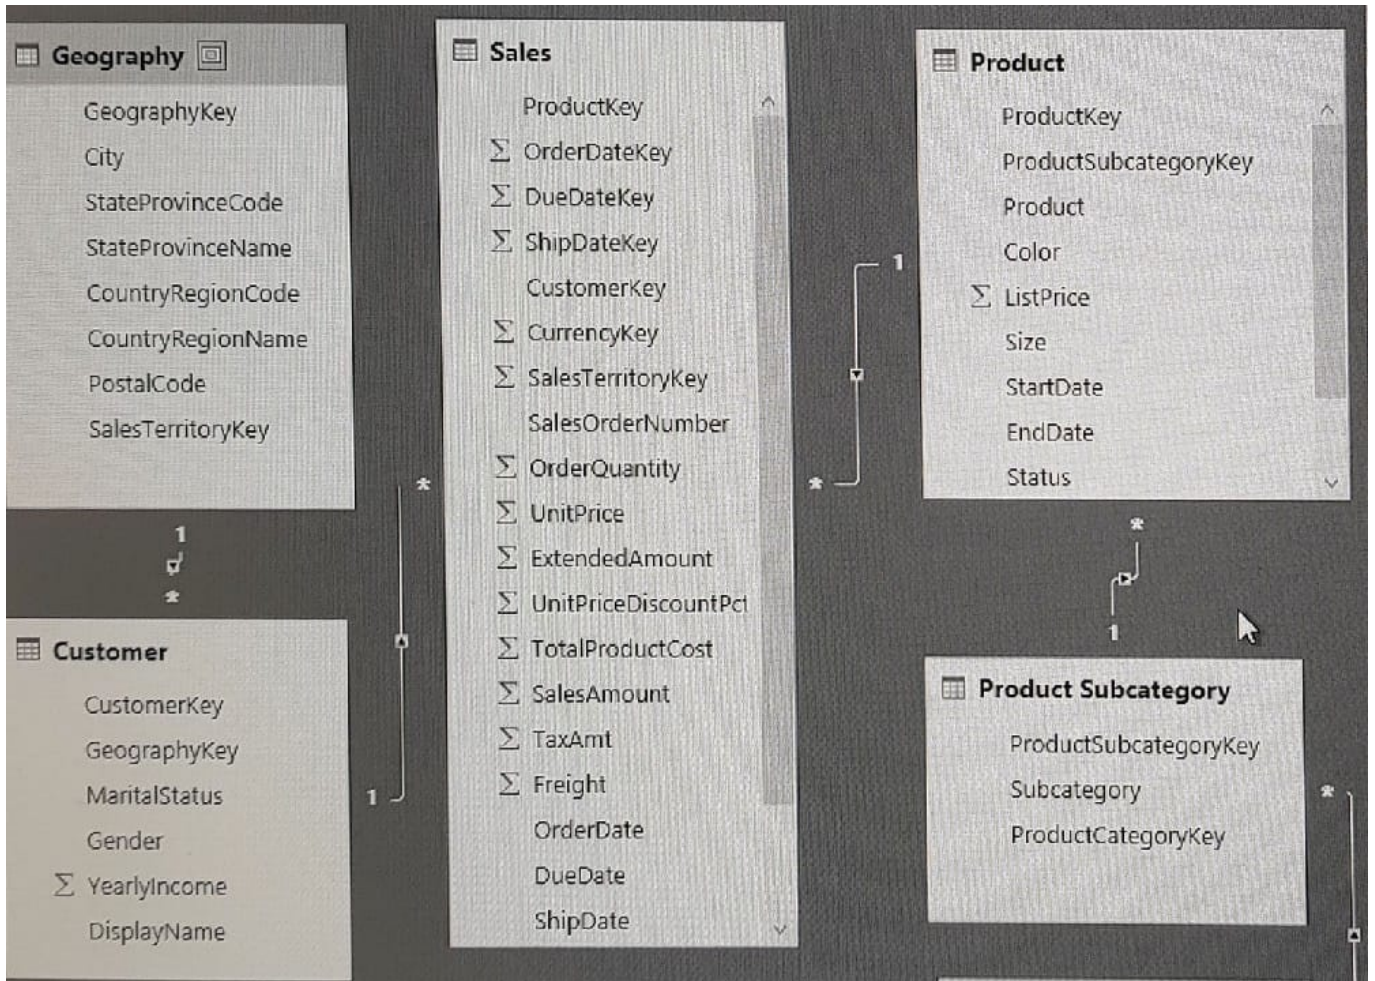 Geography
GeographyKey
City
StateProvinceCode
StateProvinceName
CountryRegionCode
CountryRegionName
PostalCode
SalesTerritoryKey
1
*
Customer
CustomerKey
GeographyKey
MaritalStatus
Gender
Σ YearlyIncome
DisplayName
*
1
Sales
ProductKey
Σ OrderDateKey
Σ DueDateKey
Σ ShipDateKey
CustomerKey
Σ CurrencyKey
Σ SalesTerritoryKey
SalesOrderNumber
Σ OrderQuantity
Σ UnitPrice
Σ ExtendedAmount
Σ UnitPriceDiscountPct
Σ TotalProductCost
Σ SalesAmount
Σ TaxAmt
Σ Freight
OrderDate
DueDate
ShipDate
1
*
Product
ProductKey
ProductSubcategoryKey
Product
Color
Σ ListPrice
Size
StartDate
EndDate
Status
*
1
Product Subcategory
ProductSubcategoryKey
Subcategory
ProductCategoryKey
*